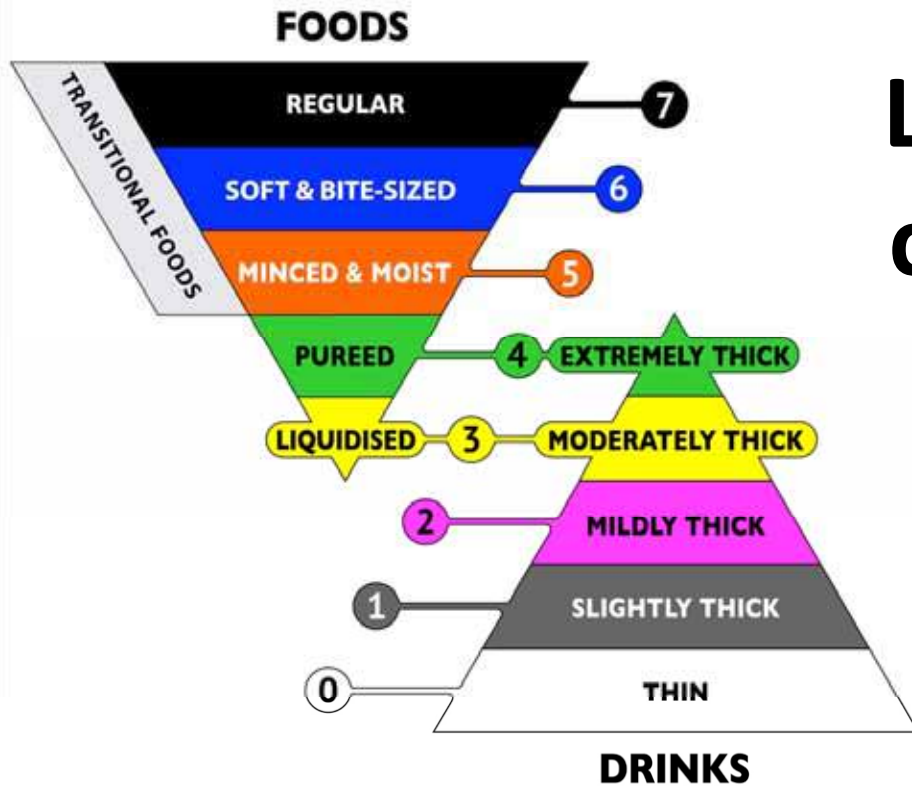 FOODS
TRANSITIONAL FOODS
REGULAR
7
SOFT & BITE-SIZED
6
MINCED & MOIST
5
PUREED
4
EXTREMELY THICK
LIQUIDISED
3
MODERATELY THICK
2
MILDLY THICK
1
SLIGHTLY THICK
0
THIN
DRINKS